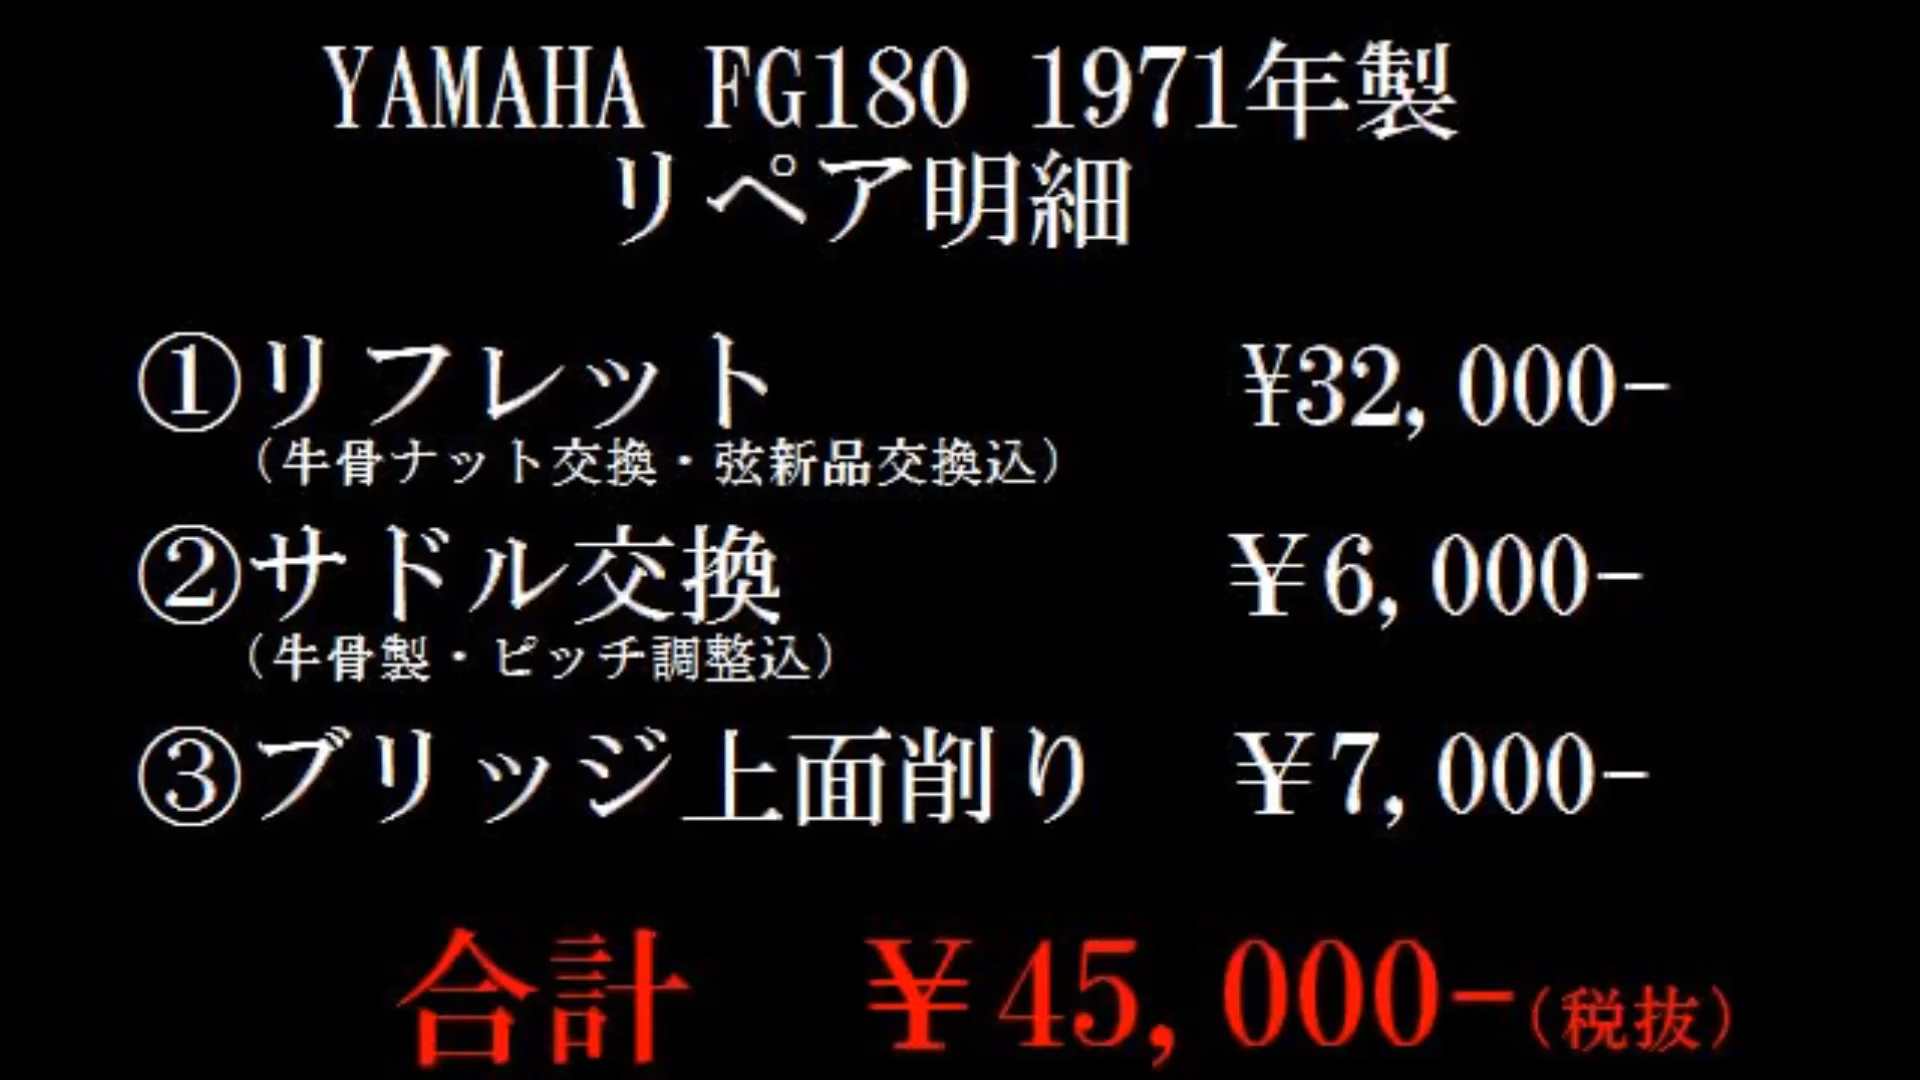 YAMAHA FG180 1971年製
リペア明細
①リフレット ¥32,000-
(牛骨ナット交換・弦新品交換込)
②サドル交換 ￥6,000-
(牛骨製・ピッチ調整込)
③ブリッジ上面削り ￥7,000-
合計 ￥45,000-(税抜)